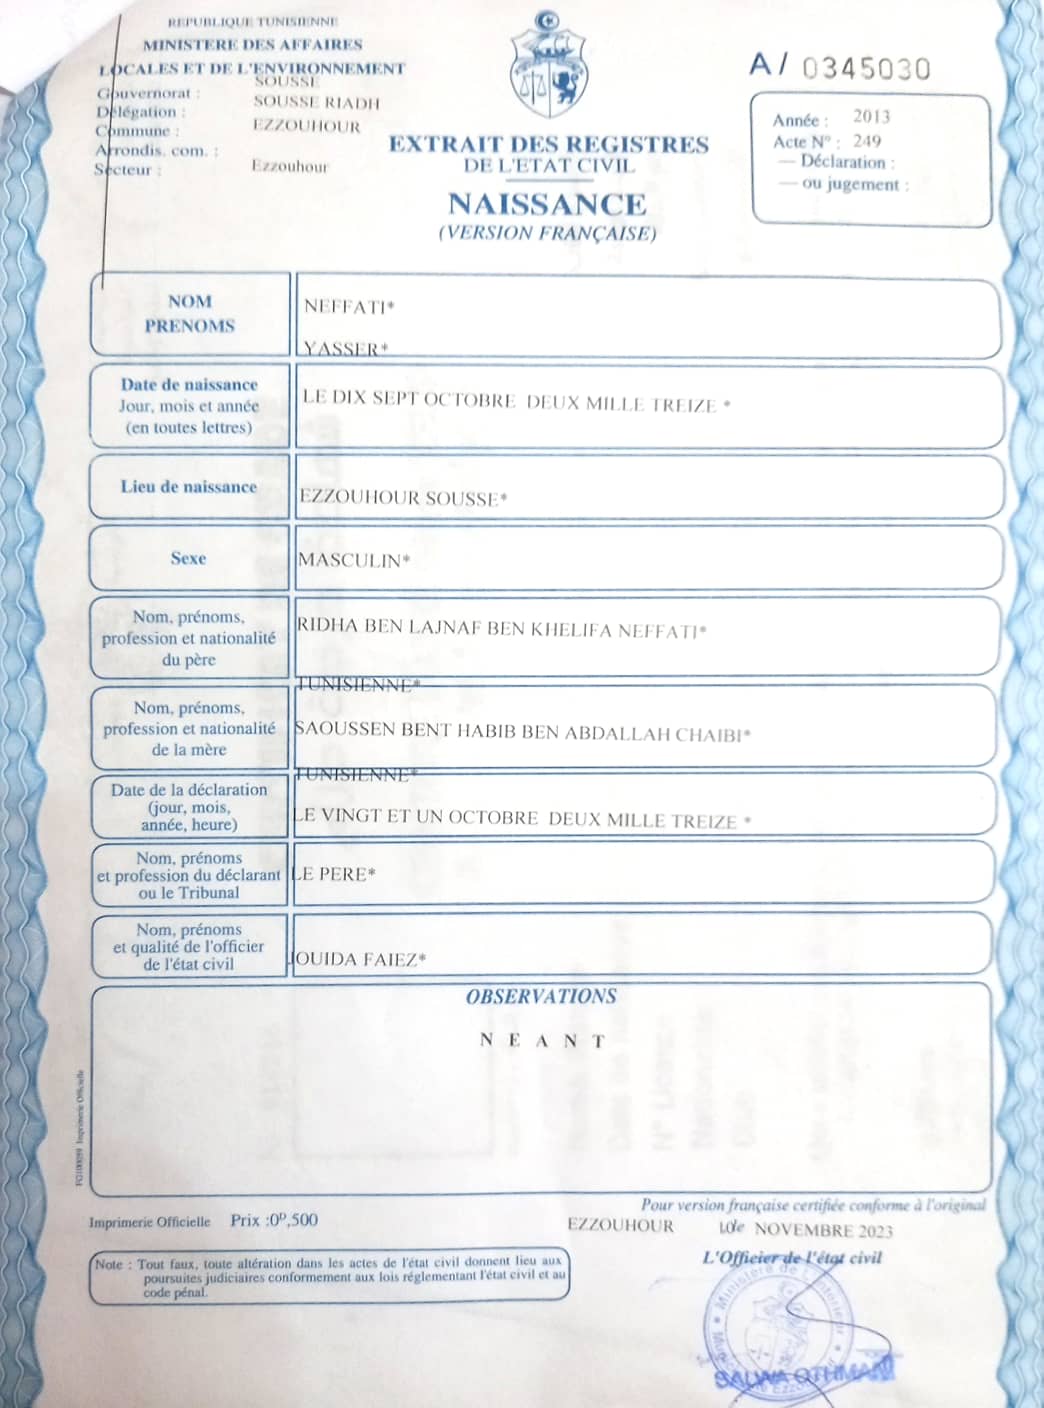 REPUBLIQUE TUNISIENNE
MINISTERE DES AFFAIRES
LOCALES ET DE L'ENVIRONNEMENT
Gouvernorat : SOUSSE
Délégation : SOUSSE RIADH
Commune : EZZOUHOUR
Arrondis. com. :
Secteur : Ezzouhour
EXTRAIT DES REGISTRES
DE L'ETAT CIVIL
NAISSANCE
(VERSION FRANÇAISE)
A/ 0345030
Année : 2013
Acte N° : 249
— Déclaration :
— ou jugement :
NOM
PRENOMS
NEFFATI*
YASSER*
Date de naissance
Jour, mois et année
(en toutes lettres)
LE DIX SEPT OCTOBRE DEUX MILLE TREIZE *
Lieu de naissance
EZZOUHOUR SOUSSE*
Sexe
MASCULIN*
Nom, prénoms,
profession et nationalité
du père
RIDHA BEN LAJNAF BEN KHELIFA NEFFATI*
TUNISIENNE*
Nom, prénoms,
profession et nationalité
de la mère
SAOUSSEN BENT HABIB BEN ABDALLAH CHAIBI*
TUNISIENNE*
Date de la déclaration
(jour, mois,
année, heure)
LE VINGT ET UN OCTOBRE DEUX MILLE TREIZE *
Nom, prénoms
et profession du déclarant
ou le Tribunal
LE PERE*
Nom, prénoms
et qualité de l'officier
de l'état civil
JOUIDA FAIEZ*
OBSERVATIONS
N E A N T
Imprimerie Officielle
Pour version française certifiée conforme à l'original
Imprimerie Officielle Prix :0ᴰ,500
EZZOUHOUR NOVEMBRE 2023
L'Officier de l'état civil
Note : Tout faux, toute altération dans les actes de l'état civil donnent lieu aux
poursuites judiciaires conformement aux lois réglementant l'état civil et au
code pénal.
SALWA OTHMANI